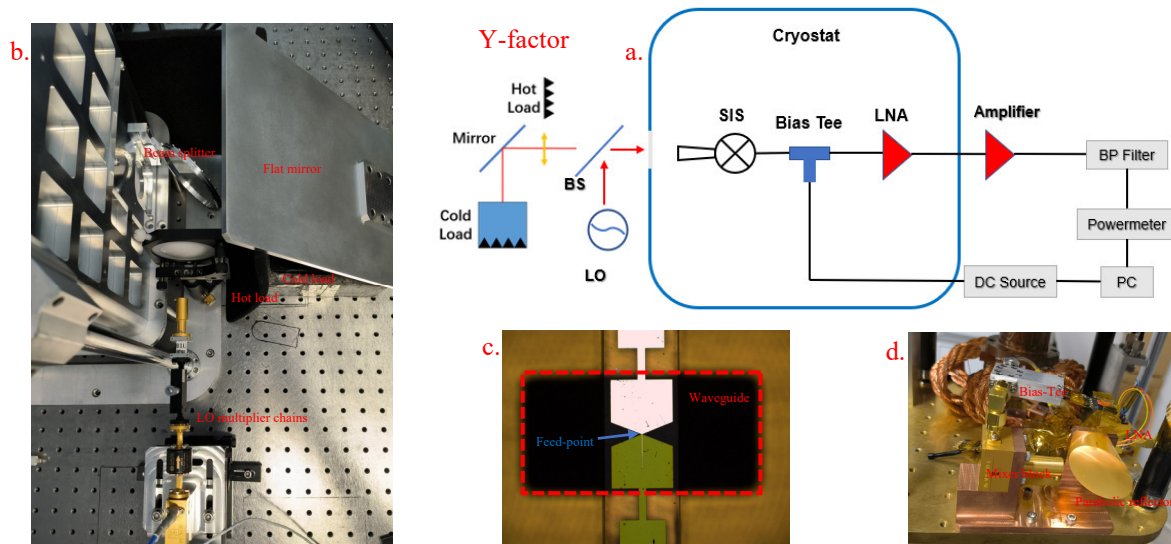 b.
Beam splitter
Flat mirror
Cold load
Hot load
LO multiplier chains
Y-factor
a.
Cryostat
Hot
Load
Mirror
BS
Cold
Load
LO
SIS
Bias Tee
LNA
Amplifier
BP Filter
Powermeter
DC Source
PC
c.
Waveguide
Feed-point
d.
Bias-Tee
LNA
Mixer block
Parabolic reflector